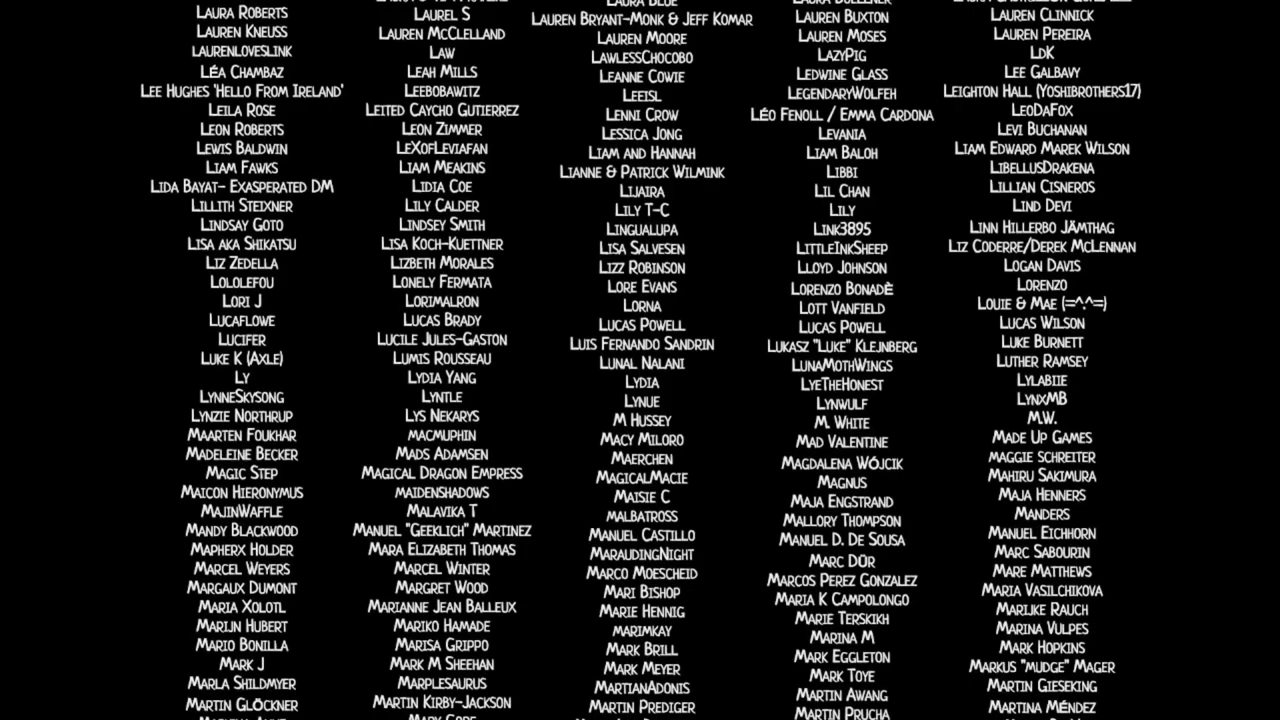 Laura Roberts
Lauren Kneuss
laurenloveslink
Léa Chambaz
Lee Hughes 'Hello From Ireland'
Leila Rose
Leon Roberts
Lewis Baldwin
Liam Fawks
Lida Bayat- Exasperated DM
Lillith Steixner
Lindsay Goto
Lisa aka Shikatsu
Liz Zedella
Lololefou
Lori J
Lucaflowe
Lucifer
Luke K (Axle)
Ly
LynneSkysong
Lynzie Northrup
Maarten Foukhar
Madeleine Becker
Magic Step
Maicon Hieronymus
MajinWaffle
Mandy Blackwood
Mapherx Holder
Marcel Weyers
Margaux Dumont
Maria Xolotl
Marijn Hubert
Mario Bonilla
Mark J
Marla Shildmyer
Martin Glöckner
Laurel S
Lauren McClelland
Law
Leah Mills
Leebobawitz
Leited Caycho Gutierrez
Leon Zimmer
LeXofLeviafan
Liam Meakins
Lidia Coe
Lily Calder
Lindsey Smith
Lisa Koch-Kuettner
Lizbeth Morales
Lonely Fermata
Lorimalron
Lucas Brady
Lucile Jules-Gaston
Lumis Rousseau
Lydia Yang
Lyntle
Lys Nekarys
macmuphin
Mads Adamsen
Magical Dragon Empress
maidenshadows
Malavika T
Manuel "Geeklich" Martinez
Mara Elizabeth Thomas
Marcel Winter
Margret Wood
Marianne Jean Balleux
Mariko Hamade
Marisa Grippo
Mark M Sheehan
Marplesaurus
Martin Kirby-Jackson
Laura Blue
Lauren Bryant-Monk & Jeff Komar
Lauren Moore
LawlessChocobo
Leanne Cowie
Leeisl
Lenni Crow
Lessica Jong
Liam and Hannah
Lianne & Patrick Wilmink
Lijaira
Lily T-C
Lingualupa
Lisa Salvesen
Lizz Robinson
Lore Evans
Lorna
Lucas Powell
Luis Fernando Sandrin
Lunal Nalani
Lydia
Lynue
M Hussey
Macy Miloro
Maerchen
MagicalMacie
Maisie C
malbatross
Manuel Castillo
MaraudingNight
Marco Moescheid
Mari Bishop
Marie Hennig
marimkay
Mark Brill
Mark Meyer
MartianAdonis
Martin Prediger
Lauren Buxton
Lauren Moses
LazyPig
Ledwine Glass
LegendaryWolfeh
Léo Fenoll / Emma Cardona
Levania
Liam Baloh
Libbi
Lil Chan
Lily
Link3895
LittleInkSheep
Lloyd Johnson
Lorenzo Bonadè
Lott Vanfield
Lucas Powell
Lukasz "Luke" Klejnberg
LunaMothWings
LyeTheHonest
Lynwulf
M. White
Mad Valentine
Magdalena Wójcik
Magnus
Maja Engstrand
Mallory Thompson
Manuel D. De Sousa
Marc Dür
Marcos Perez Gonzalez
Maria K Campolongo
Marie Terskikh
Marina M
Mark Eggleton
Mark Toye
Martin Awang
Martin Prucha
Lauren Clinnick
Lauren Pereira
LdK
Lee Galbavy
Leighton Hall (Yoshibrothers17)
LeoDaFox
Levi Buchanan
Liam Edward Marek Wilson
LibellusDrakena
Lillian Cisneros
Lind Devi
Linn Hillerbo Jämthag
Liz Coderre/Derek McLennan
Logan Davis
Lorenzo
Louie & Mae (=^.^=)
Lucas Wilson
Luke Burnett
Luther Ramsey
Lylabiie
LynxMB
M.W.
Made Up Games
maggie schreiter
Mahiru Sakimura
Maja Henners
Manders
Manuel Eichhorn
Marc Sabourin
Mare Matthews
Maria Vasilchikova
Marijke Rauch
Marina Vulpes
Mark Hopkins
Markus "mudge" Mager
Martin Gieseking
Martina Méndez